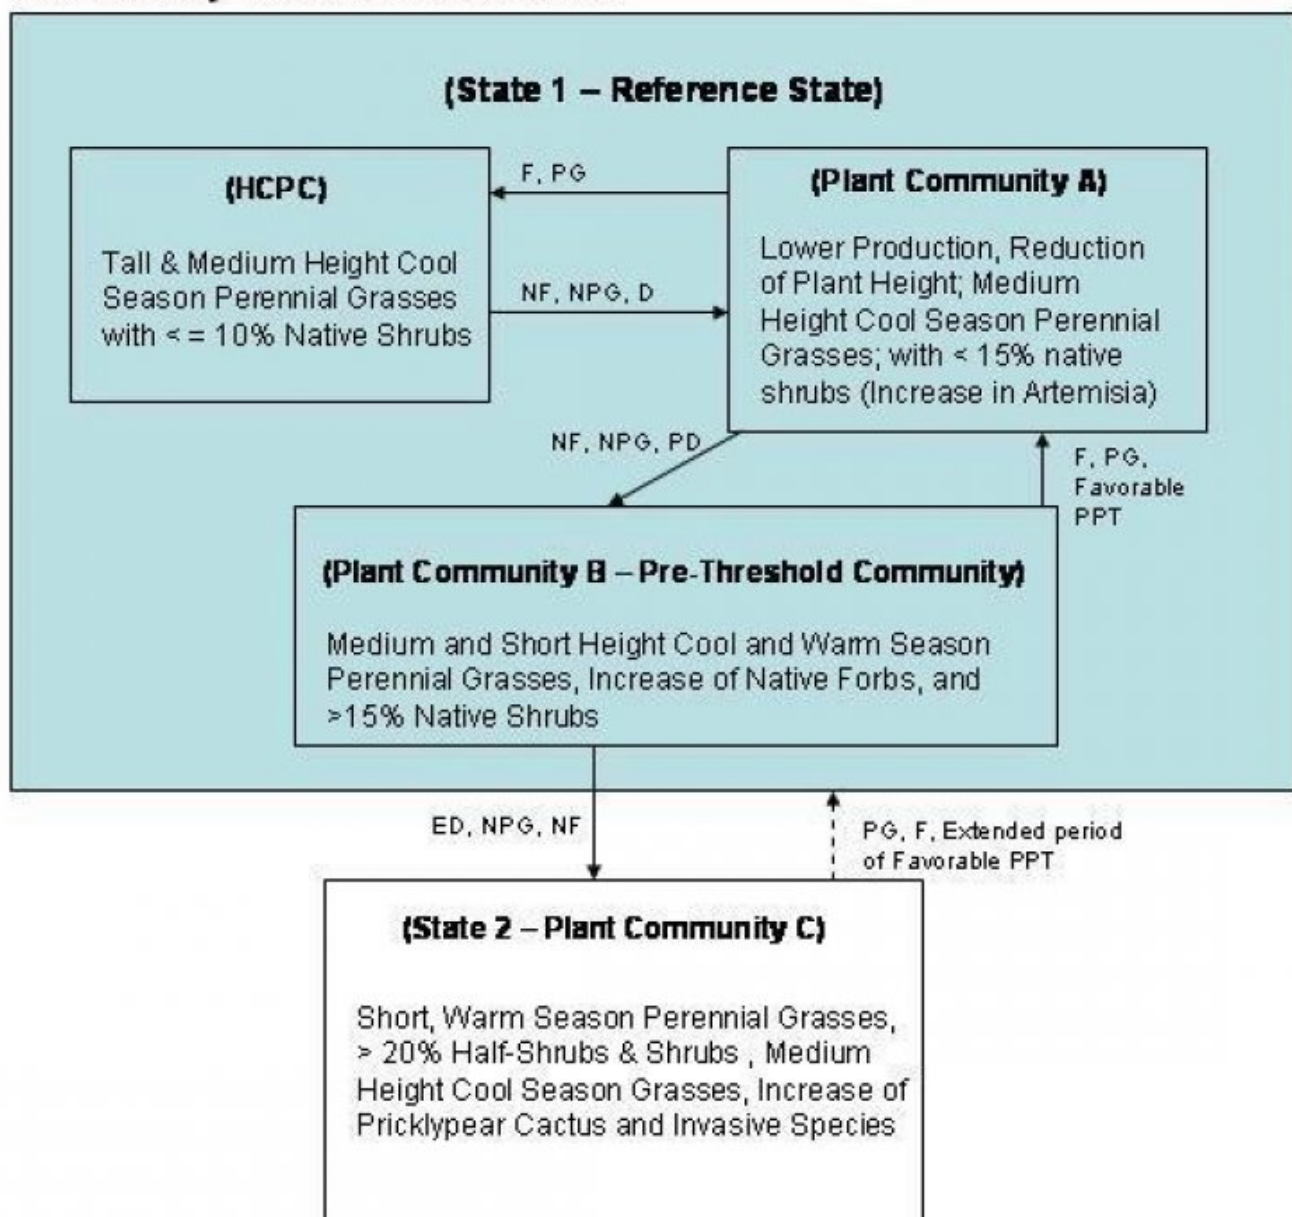 (State 1 – Reference State)
(HCPC)
Tall & Medium Height Cool
Season Perennial Grasses
with < = 10% Native Shrubs
F, PG
NF, NPG, D
(Plant Community A)
Lower Production, Reduction
of Plant Height; Medium
Height Cool Season Perennial
Grasses; with < 15% native
shrubs (Increase in Artemisia)
NF, NPG, PD
F, PG,
Favorable
PPT
(Plant Community B – Pre-Threshold Community)
Medium and Short Height Cool and Warm Season
Perennial Grasses, Increase of Native Forbs, and
>15% Native Shrubs
ED, NPG, NF
PG, F, Extended period
of Favorable PPT
(State 2 – Plant Community C)
Short, Warm Season Perennial Grasses,
> 20% Half-Shrubs & Shrubs , Medium
Height Cool Season Grasses, Increase of
Pricklypear Cactus and Invasive Species